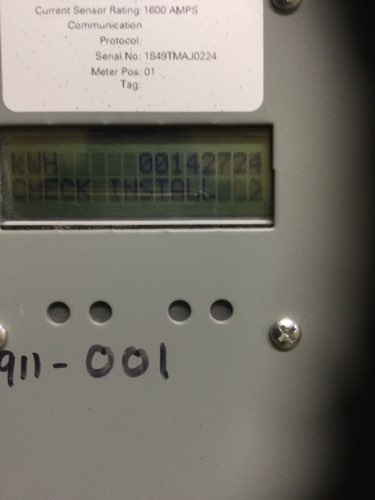 Current Sensor Rating: 1600 AMPS
Communication
Protocol:
Serial No: 1849TMAJ0224
Meter Pos: 01
Tag:
kWH 00142724
CHECK INSTALL >
911-001